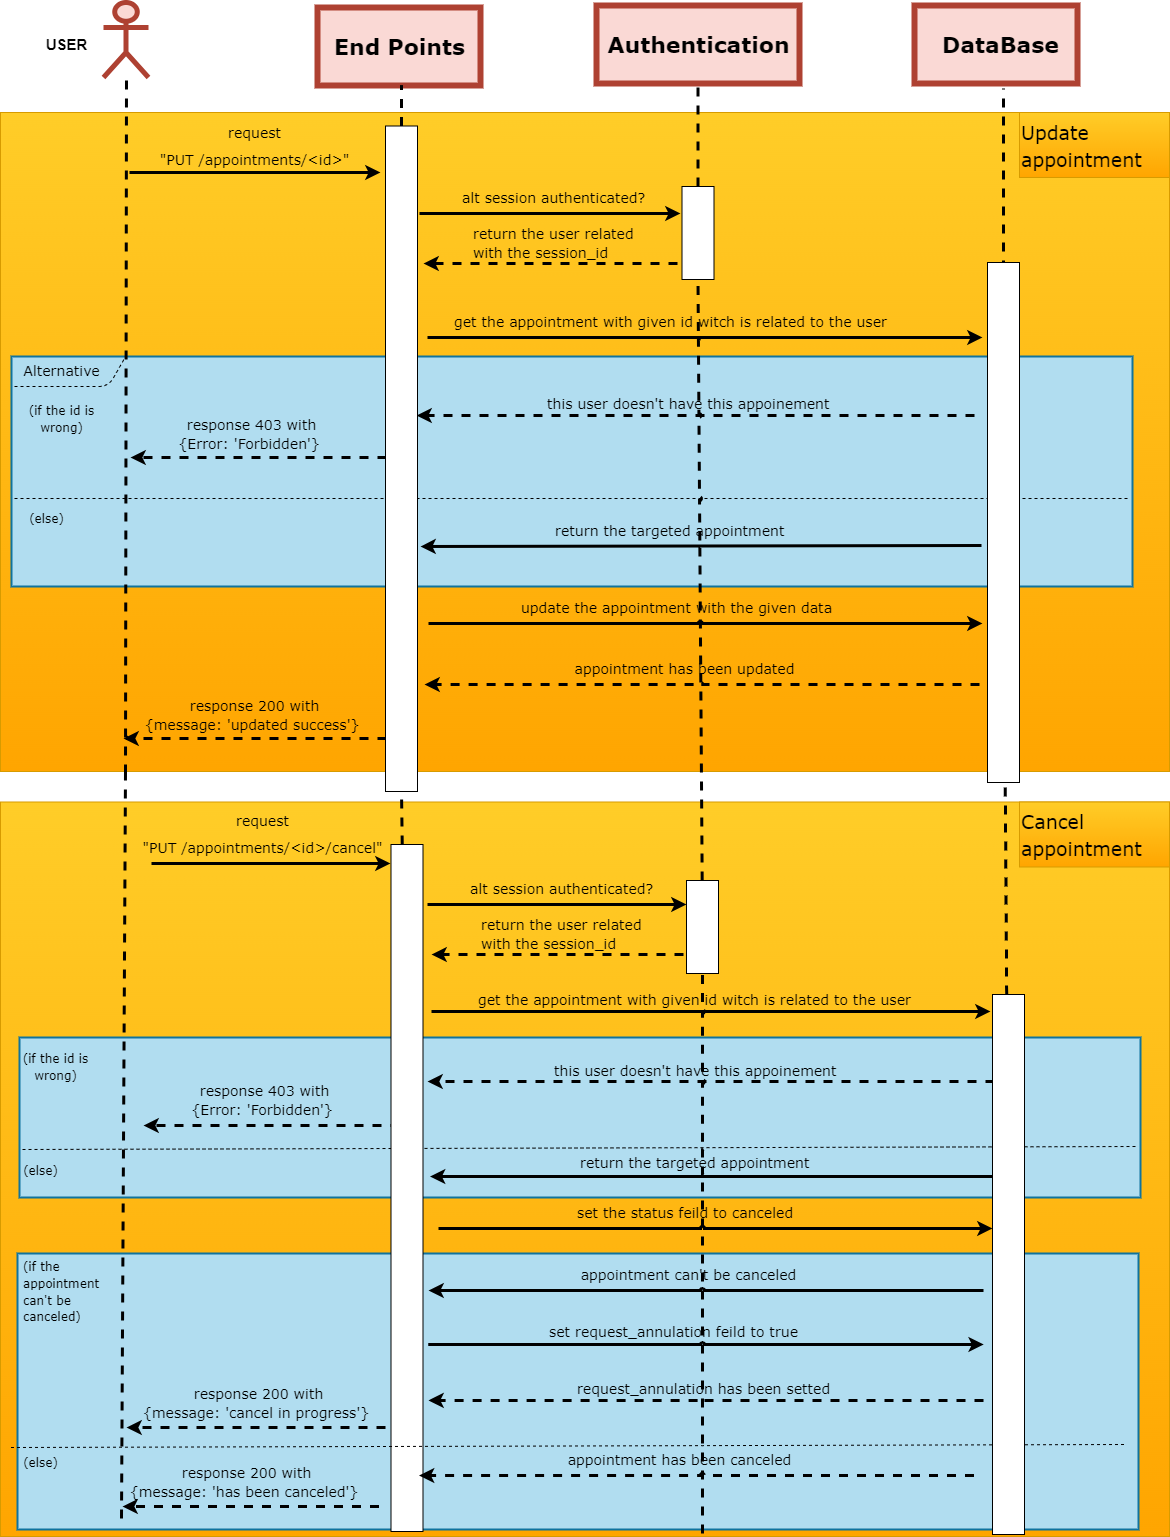 USER
End Points
Authentication
DataBase
Update
appointment
request
"PUT /appointments/<id>"
alt session authenticated?
return the user related
with the session_id
get the appointment with given id witch is related to the user
Alternative
(if the id is
wrong)
this user doesn't have this appoinement
response 403 with
{Error: 'Forbidden'}
(else)
return the targeted appointment
update the appointment with the given data
appointment has been updated
response 200 with
{message: 'updated success'}
Cancel
appointment
request
"PUT /appointments/<id>/cancel"
alt session authenticated?
return the user related
with the session_id
get the appointment with given id witch is related to the user
(if the id is
wrong)
this user doesn't have this appoinement
response 403 with
{Error: 'Forbidden'}
(else)
return the targeted appointment
set the status feild to canceled
(if the
appointment
can't be
canceled)
appointment can't be canceled
set request_annulation feild to true
request_annulation has been setted
response 200 with
{message: 'cancel in progress'}
(else)
appointment has been canceled
response 200 with
{message: 'has been canceled'}